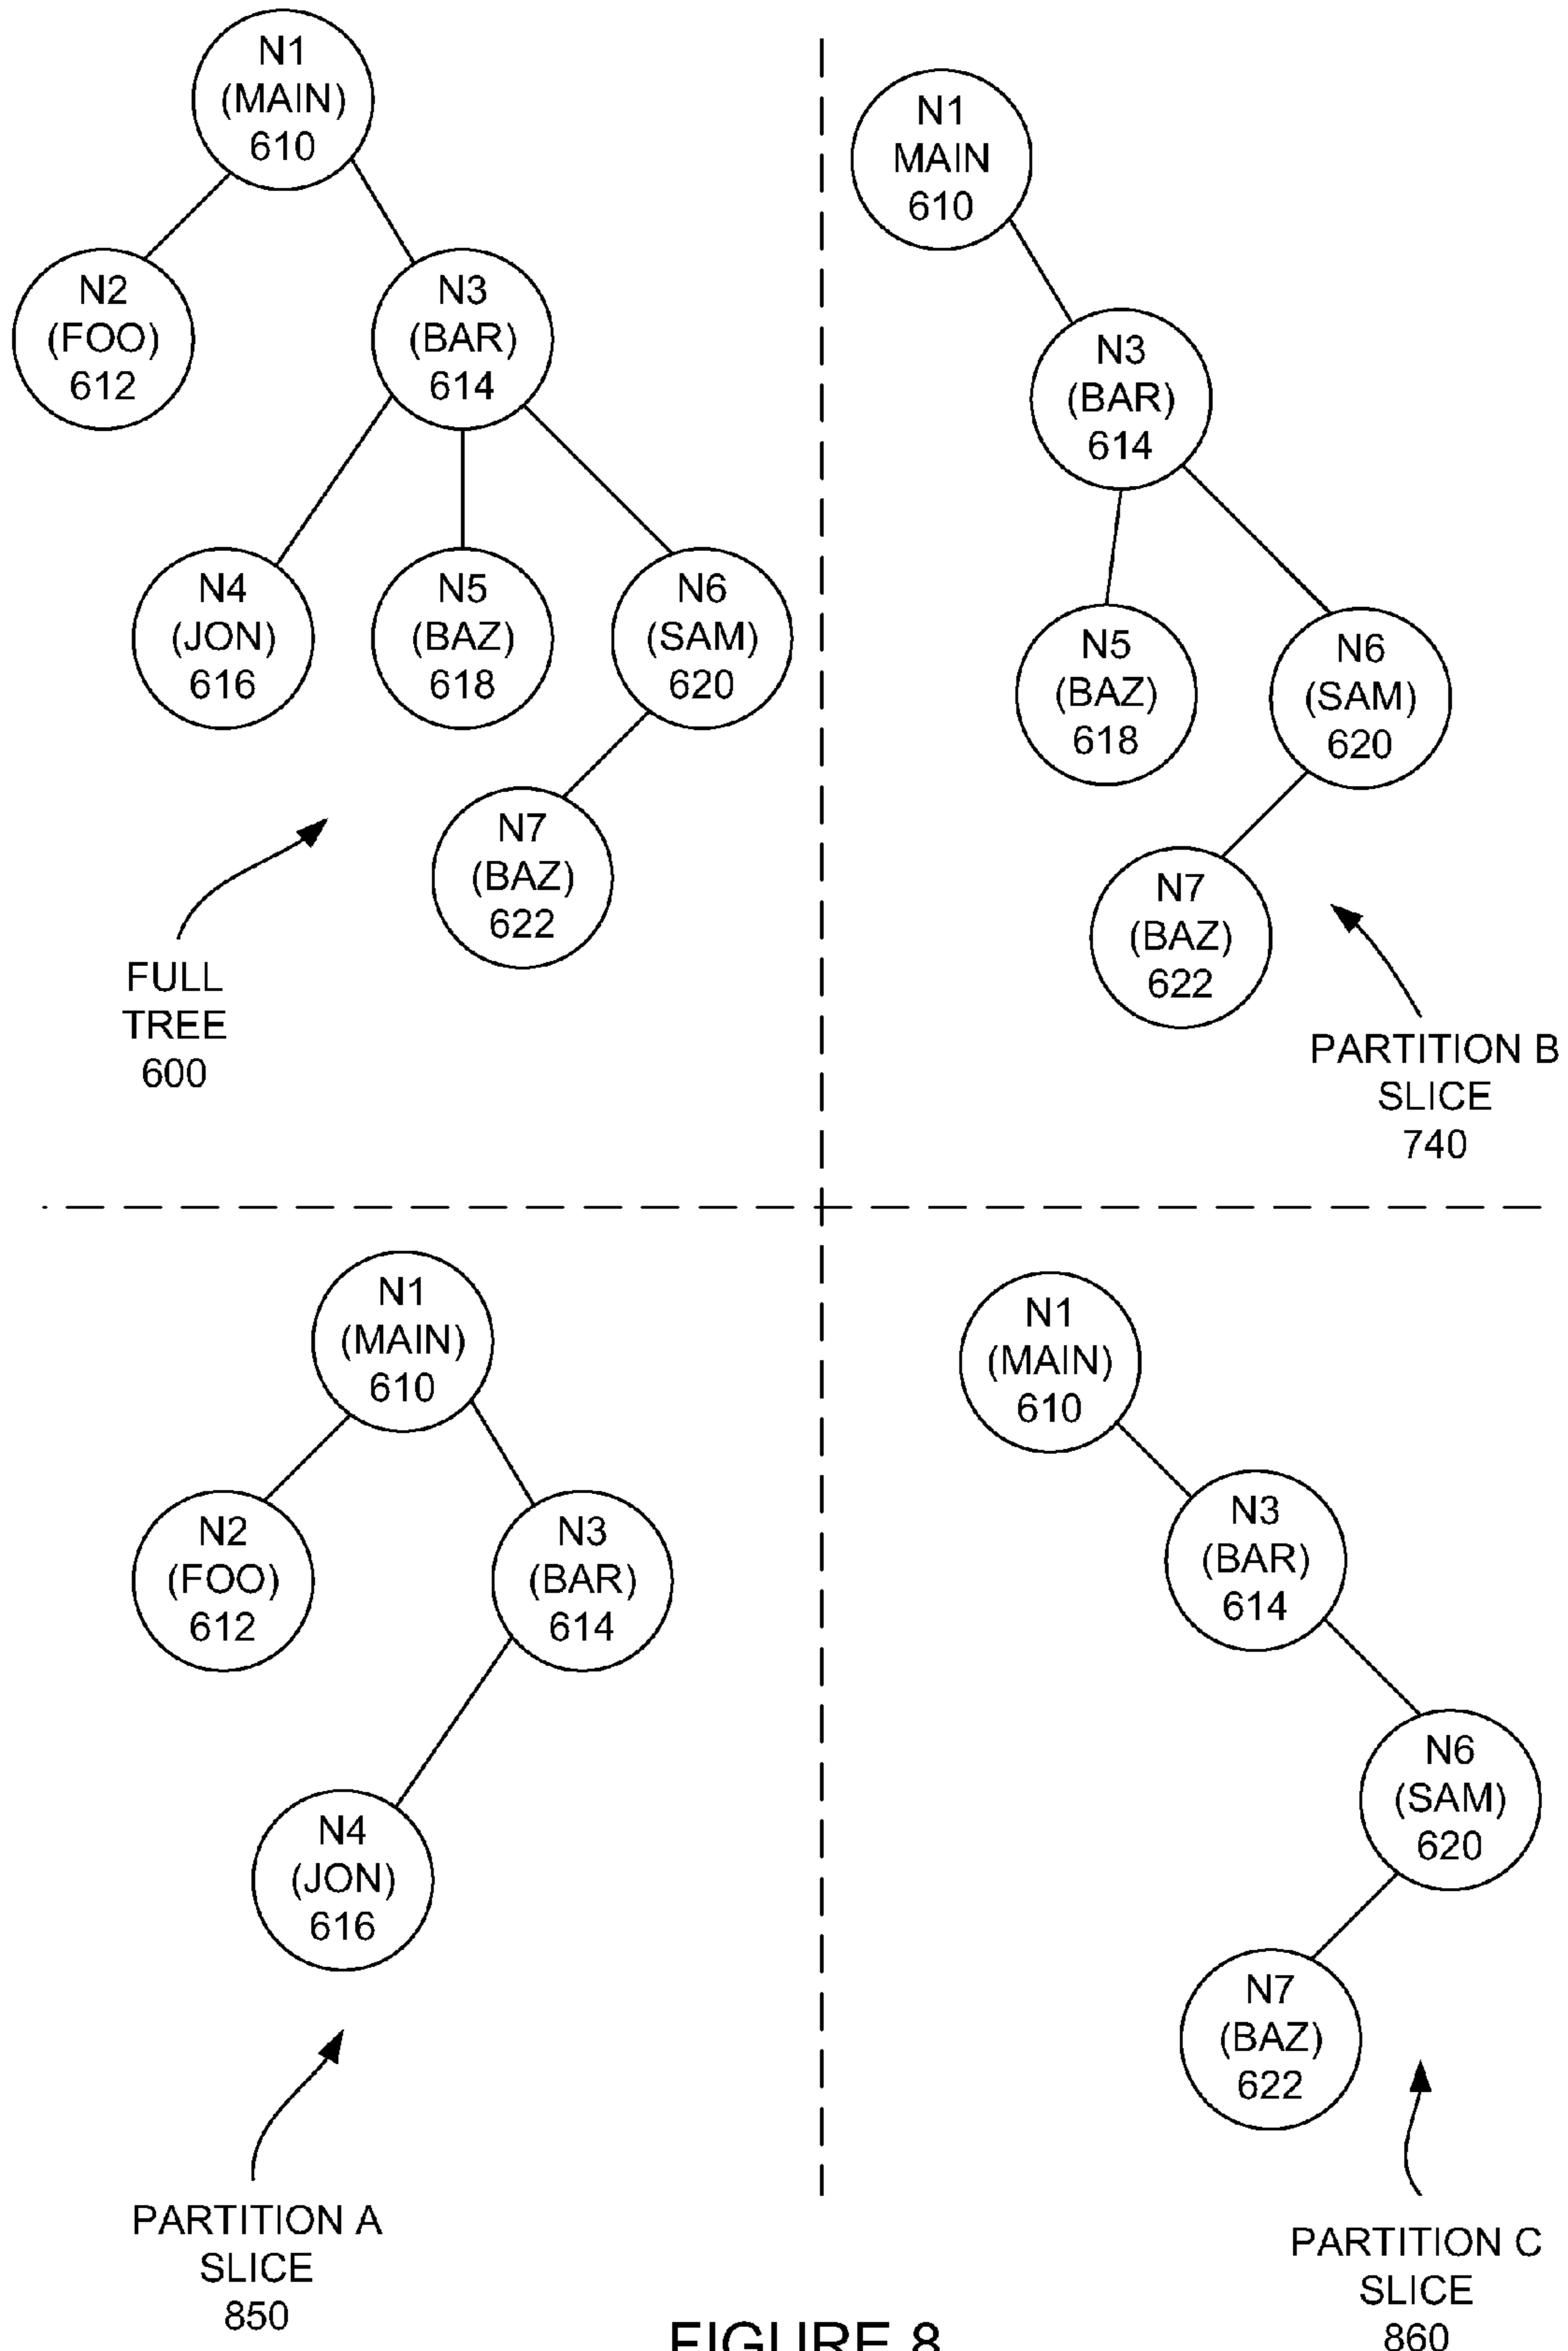 N1
(MAIN)
610
N2
(FOO)
612
N3
(BAR)
614
N4
(JON)
616
N5
(BAZ)
618
N6
(SAM)
620
N7
(BAZ)
622
FULL
TREE
600
N1
MAIN
610
N3
(BAR)
614
N5
(BAZ)
618
N6
(SAM)
620
N7
(BAZ)
622
PARTITION B
SLICE
740
N1
(MAIN)
610
N2
(FOO)
612
N3
(BAR)
614
N4
(JON)
616
PARTITION A
SLICE
850
N1
(MAIN)
610
N3
(BAR)
614
N6
(SAM)
620
N7
(BAZ)
622
PARTITION C
SLICE
860
FIGURE 8